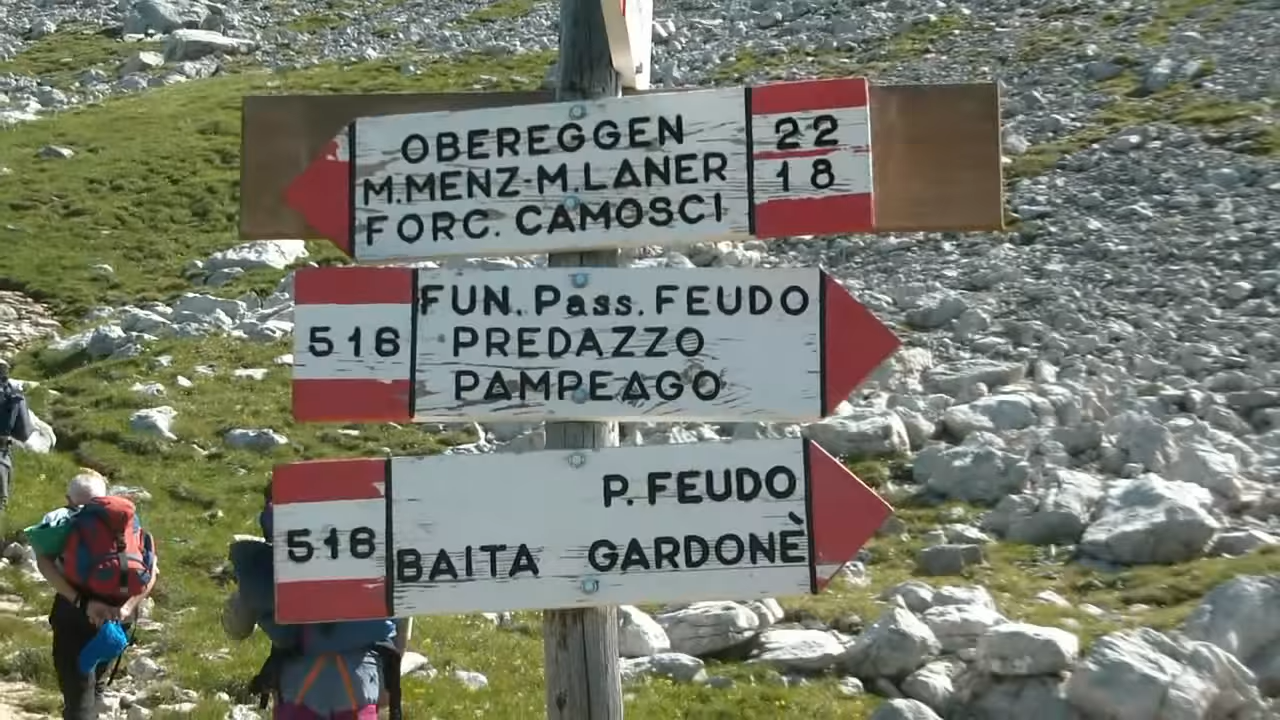 OBEREGGEN
M.MENZ-M.LANER
FORC. CAMOSCI
22
18
516
FUN. Pass. FEUDO
PREDAZZO
PAMPEAGO
516
P. FEUDO
BAITA GARDONÈ